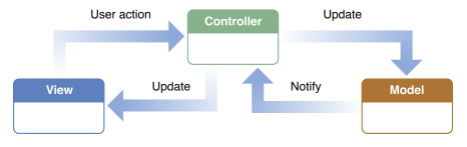 User action
Controller
Update
View
Update
Notify
Model